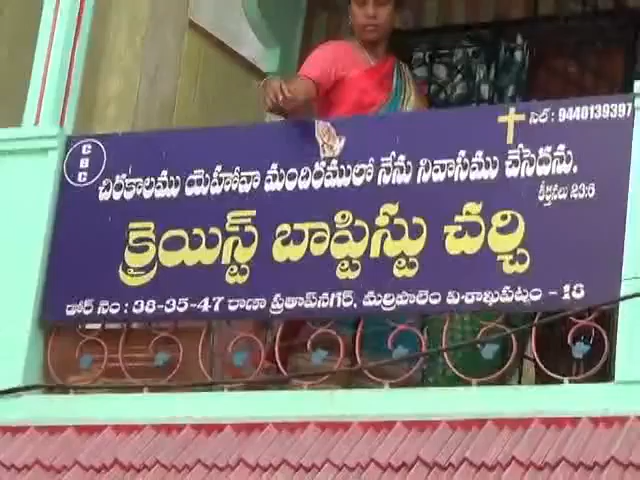 CBC
సెల్ : 9440139397
చిరకాలము యెహోవా మందిరములో నేను నివాసము చేసెదను.
కీర్తనలు 23:6
క్రైయిస్ట్ బాప్టిస్టు చర్చి
డోర్ నెం : 38-35-47 రాణా ప్రతాప్‌నగర్, మర్రిపాలెం విశాఖపట్నం - 18